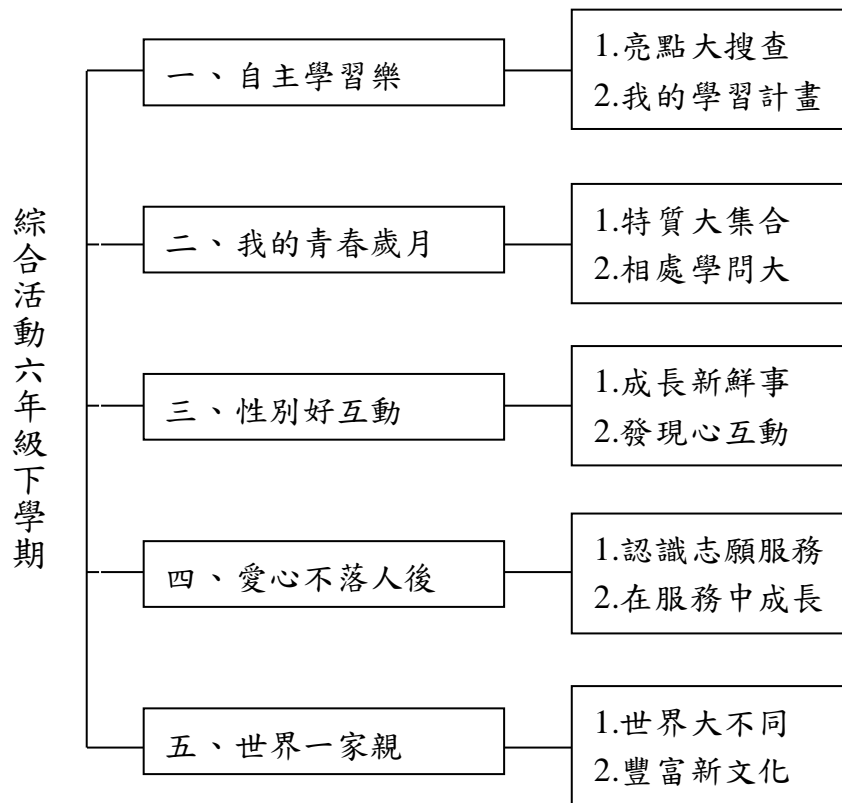 綜合活動六年級下學期
一、自主學習樂
1.亮點大搜查
2.我的學習計畫
二、我的青春歲月
1.特質大集合
2.相處學問大
三、性別好互動
1.成長新鮮事
2.發現心互動
四、愛心不落人後
1.認識志願服務
2.在服務中成長
五、世界一家親
1.世界大不同
2.豐富新文化